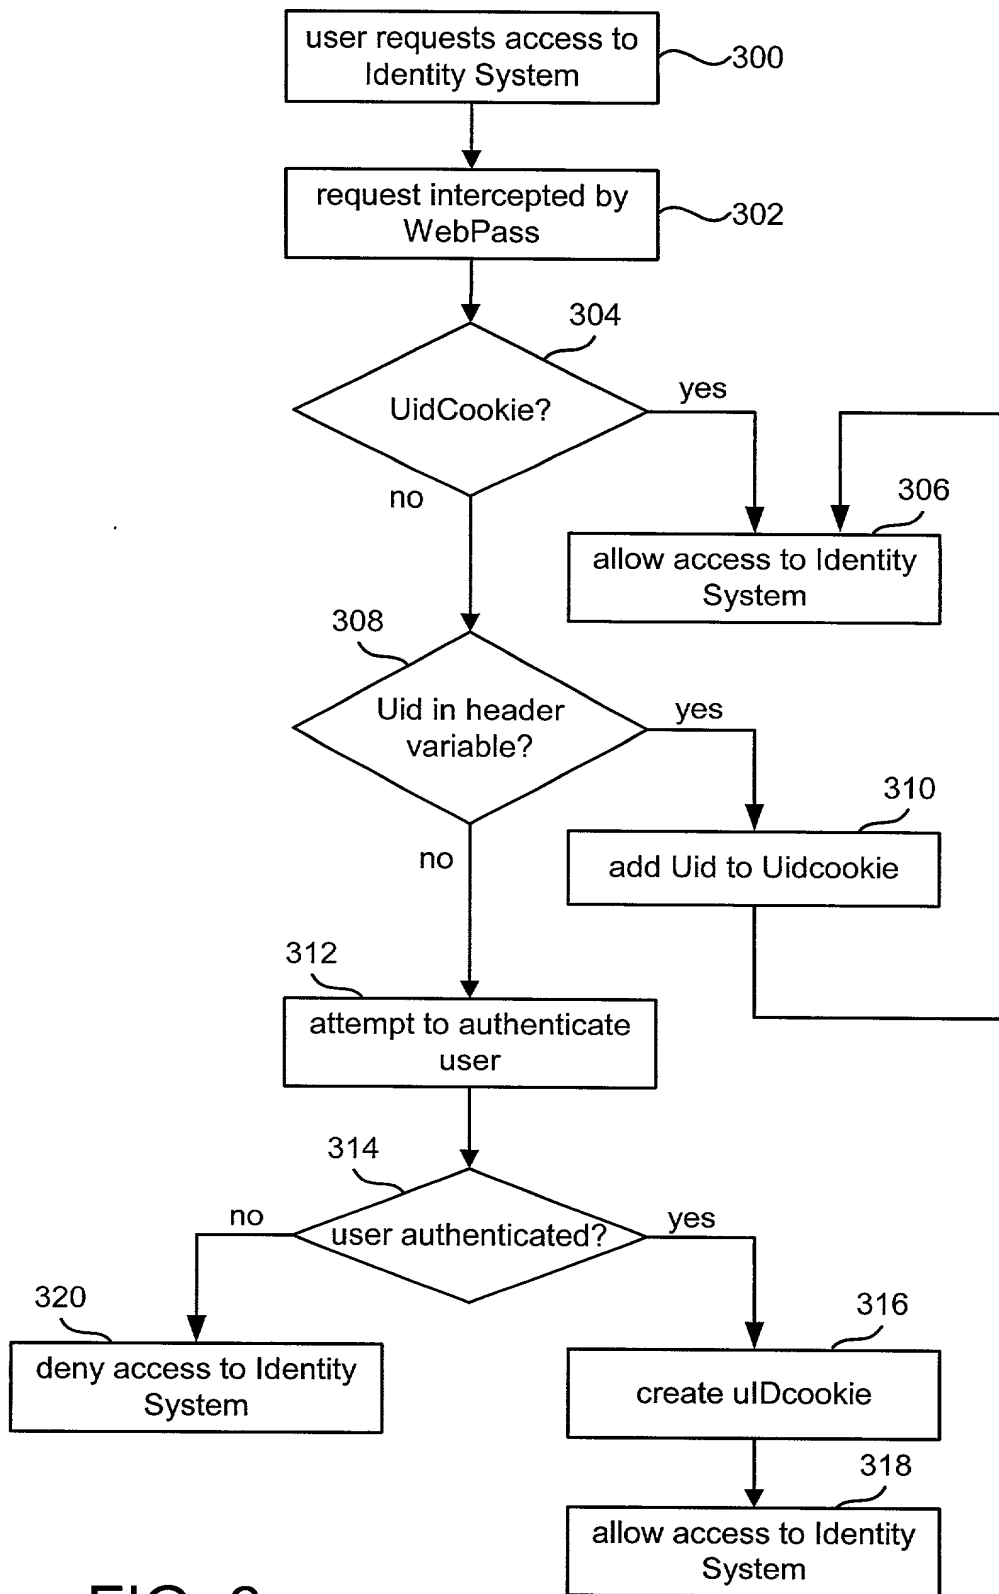 user requests access to
Identity System
300
request intercepted by
WebPass
302
304
UidCookie?
yes
no
306
allow access to Identity
System
308
Uid in header
variable?
yes
no
310
add Uid to Uidcookie
312
attempt to authenticate
user
314
user authenticated?
no
yes
320
deny access to Identity
System
316
create uIDcookie
318
allow access to Identity
System
FIG.